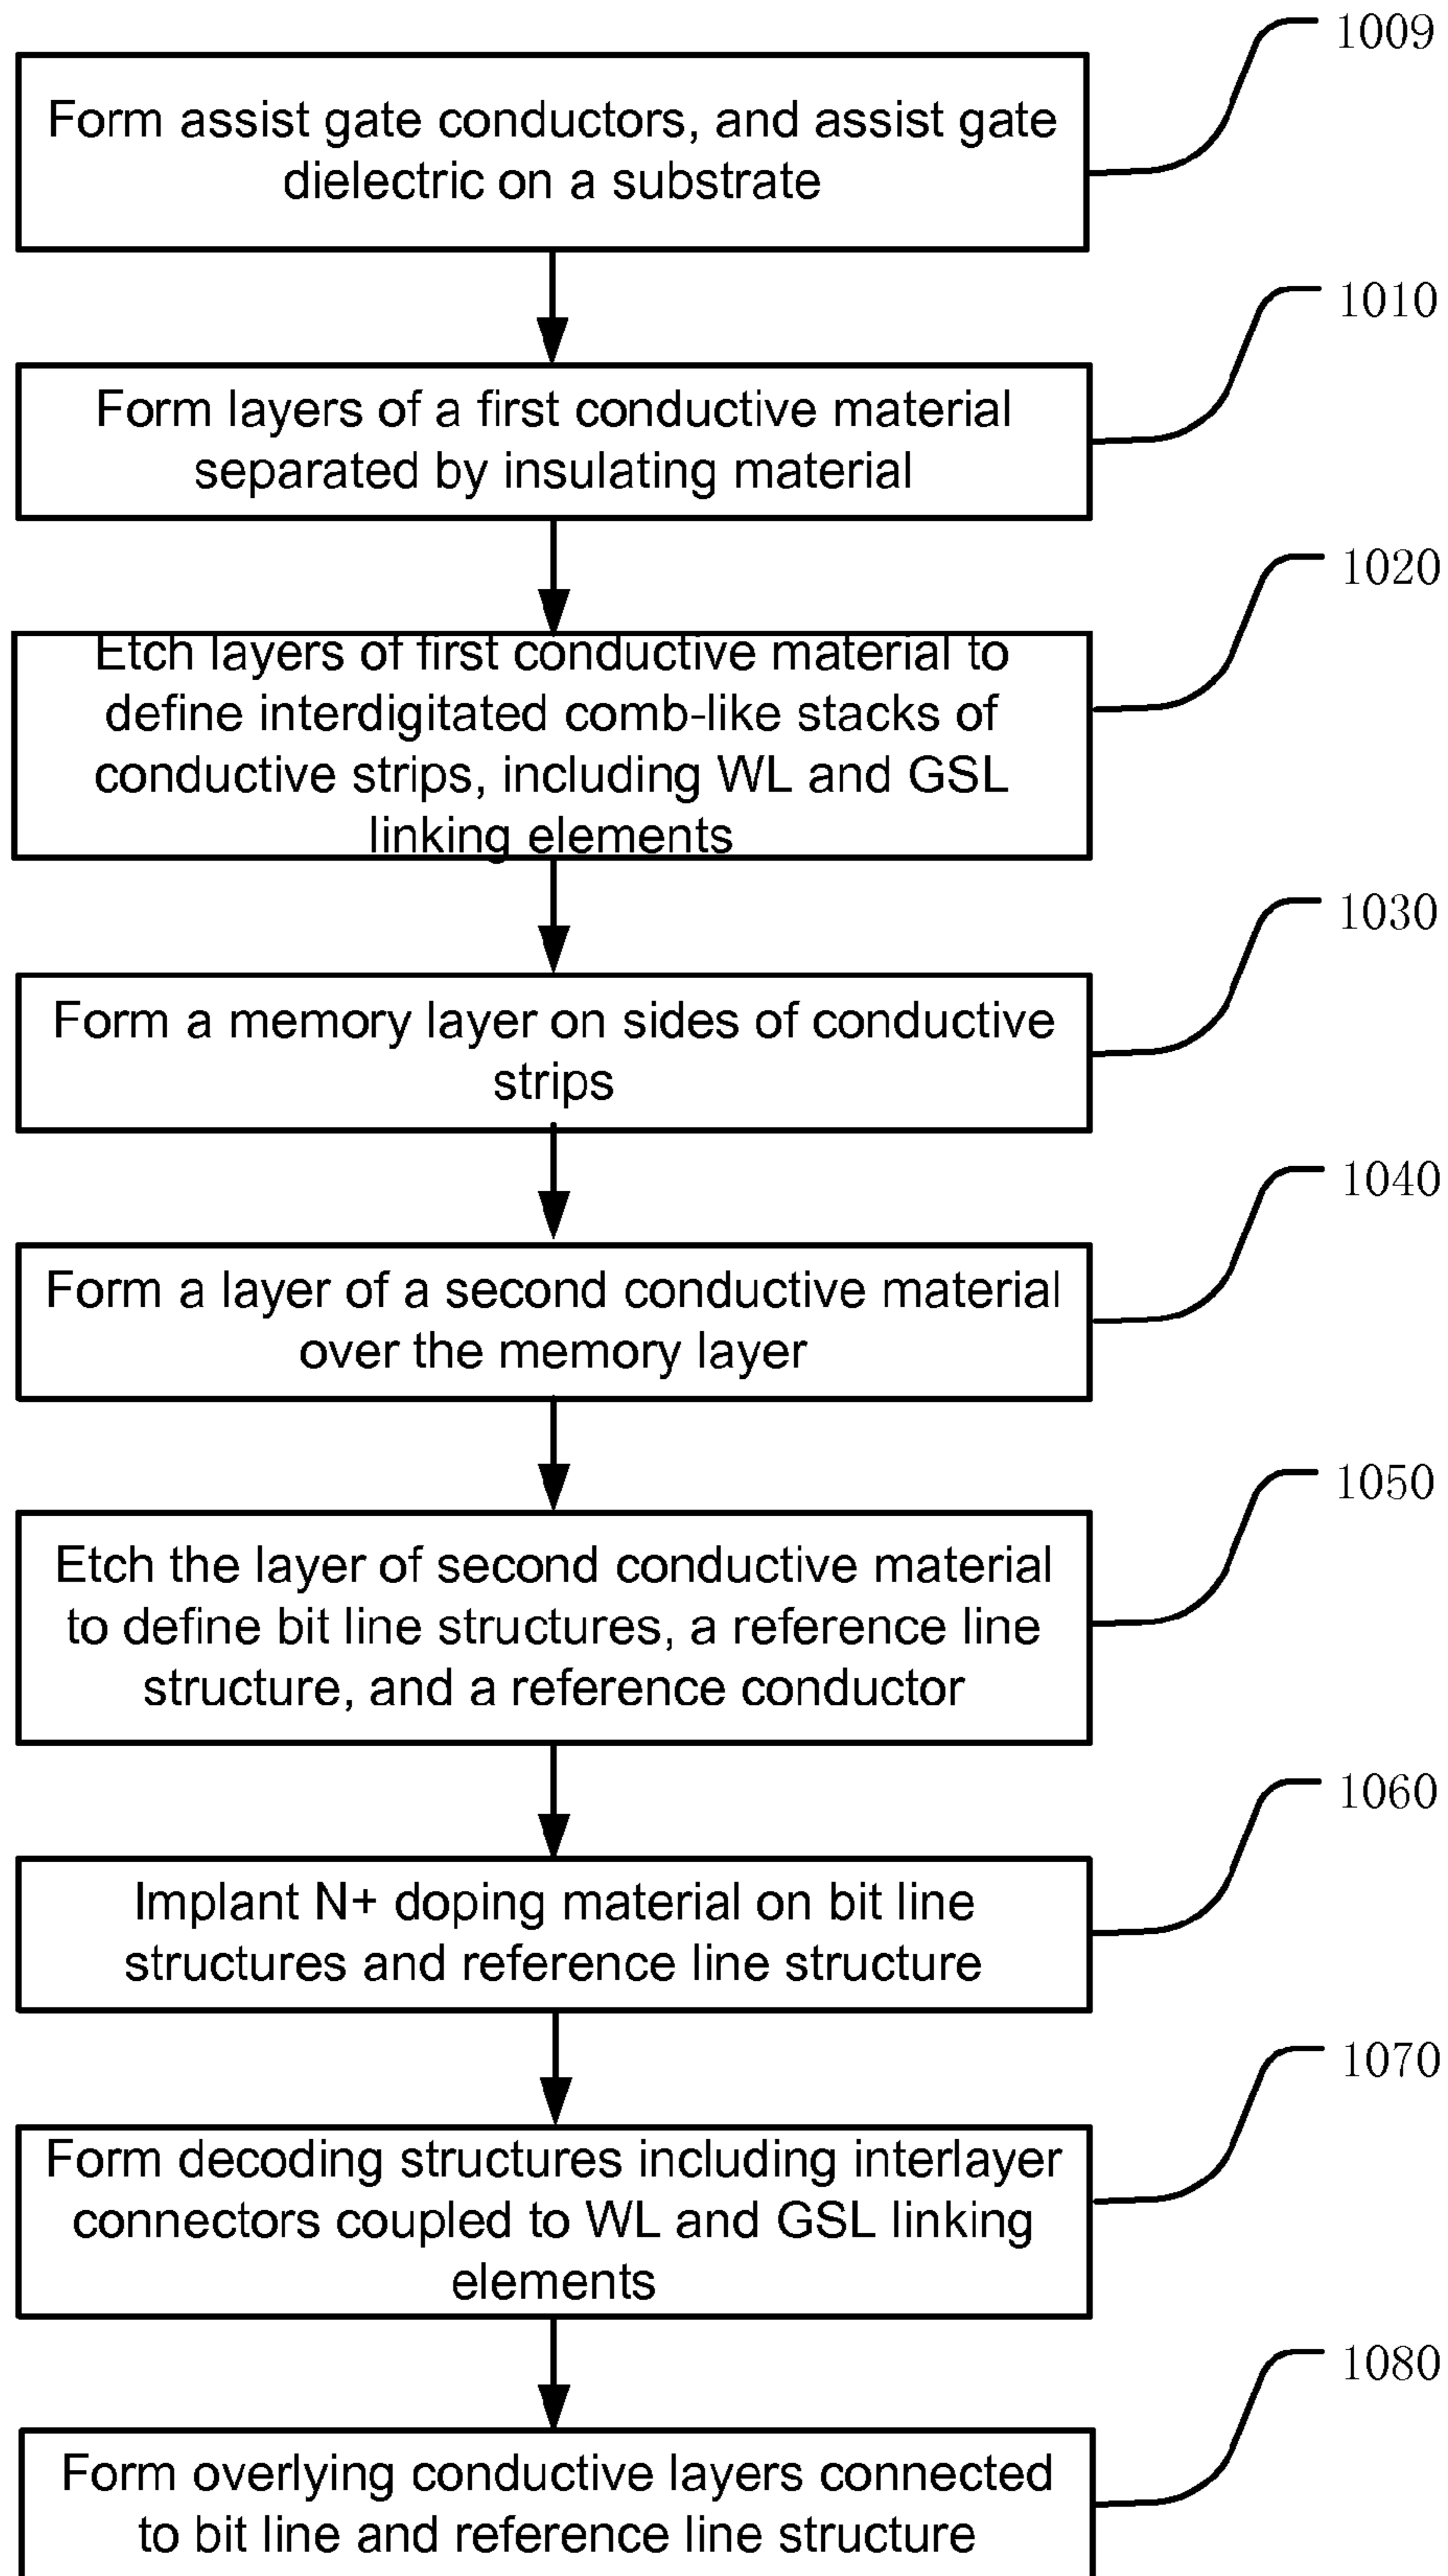 1009
Form assist gate conductors, and assist gate
dielectric on a substrate
1010
Form layers of a first conductive material
separated by insulating material
1020
Etch layers of first conductive material to
define interdigitated comb-like stacks of
conductive strips, including WL and GSL
linking elements
1030
Form a memory layer on sides of conductive
strips
1040
Form a layer of a second conductive material
over the memory layer
1050
Etch the layer of second conductive material
to define bit line structures, a reference line
structure, and a reference conductor
1060
Implant N+ doping material on bit line
structures and reference line structure
1070
Form decoding structures including interlayer
connectors coupled to WL and GSL linking
elements
1080
Form overlying conductive layers connected
to bit line and reference line structure